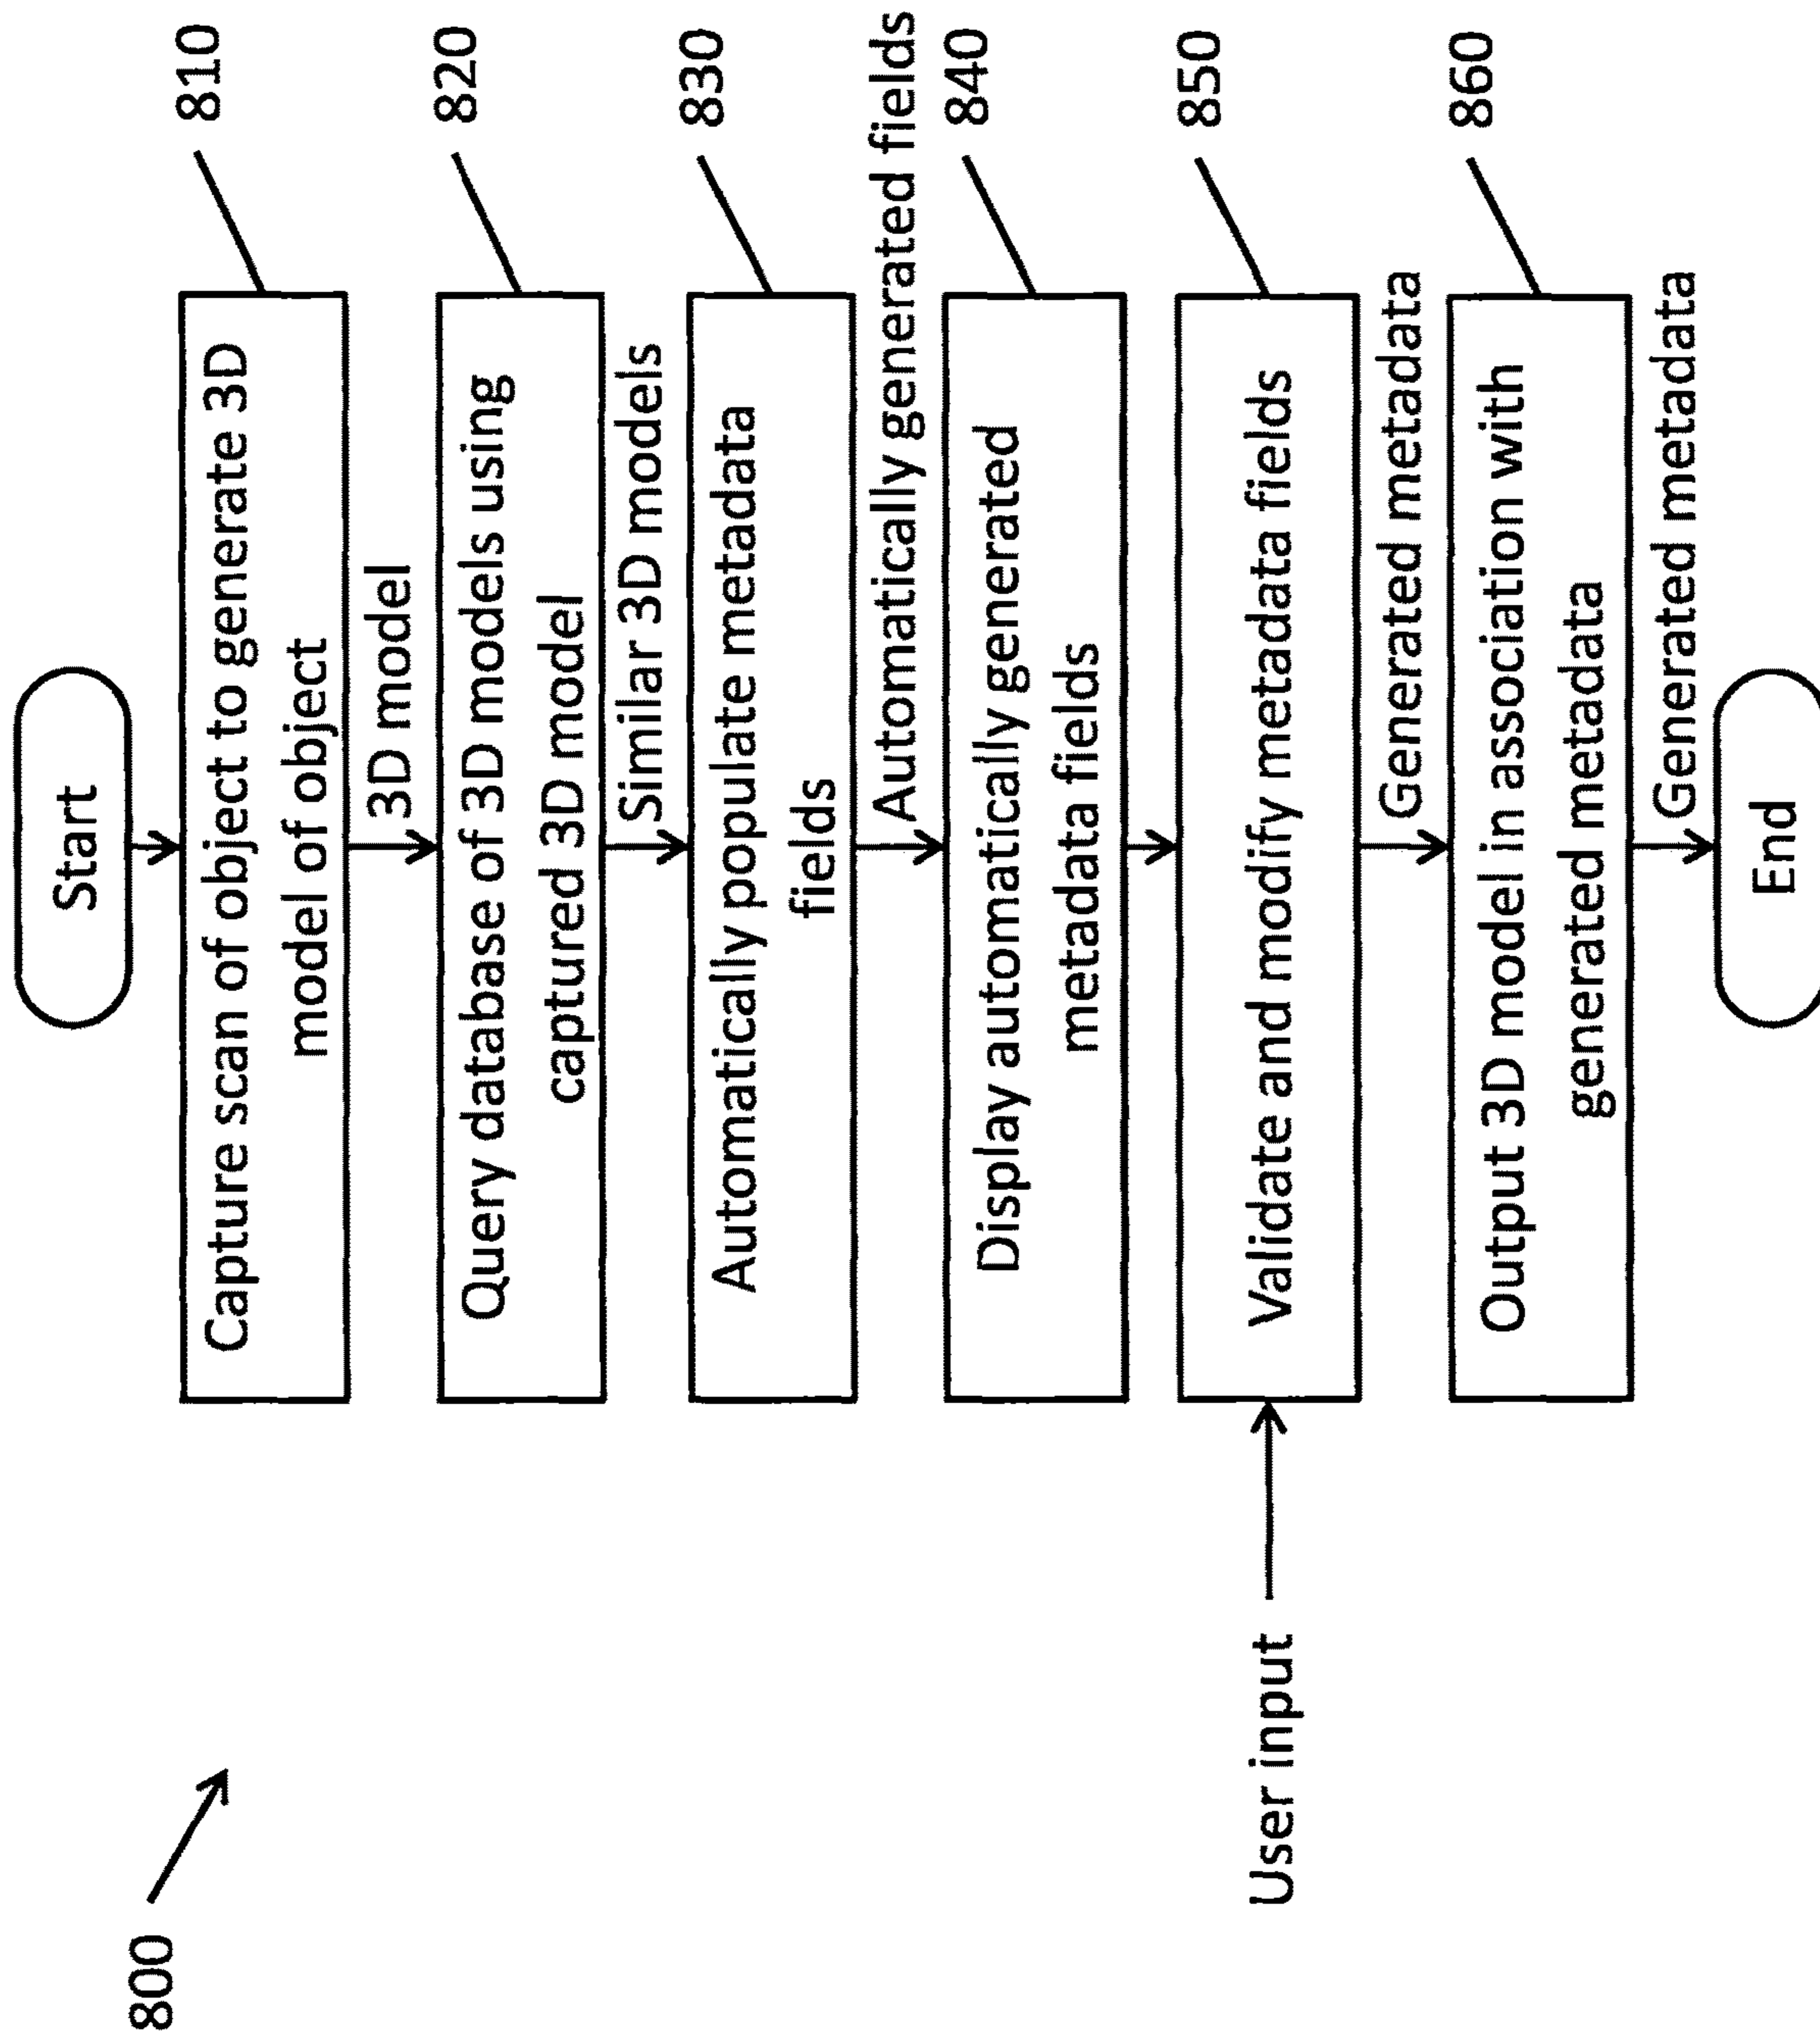 800
Start
Capture scan of object to generate 3D
model of object
810
3D model
Query database of 3D models using
captured 3D model
820
Similar 3D models
Automatically populate metadata
fields
830
Automatically generated fields
Display automatically generated
metadata fields
840
User input
Validate and modify metadata fields
850
Generated metadata
Output 3D model in association with
generated metadata
860
Generated metadata
End